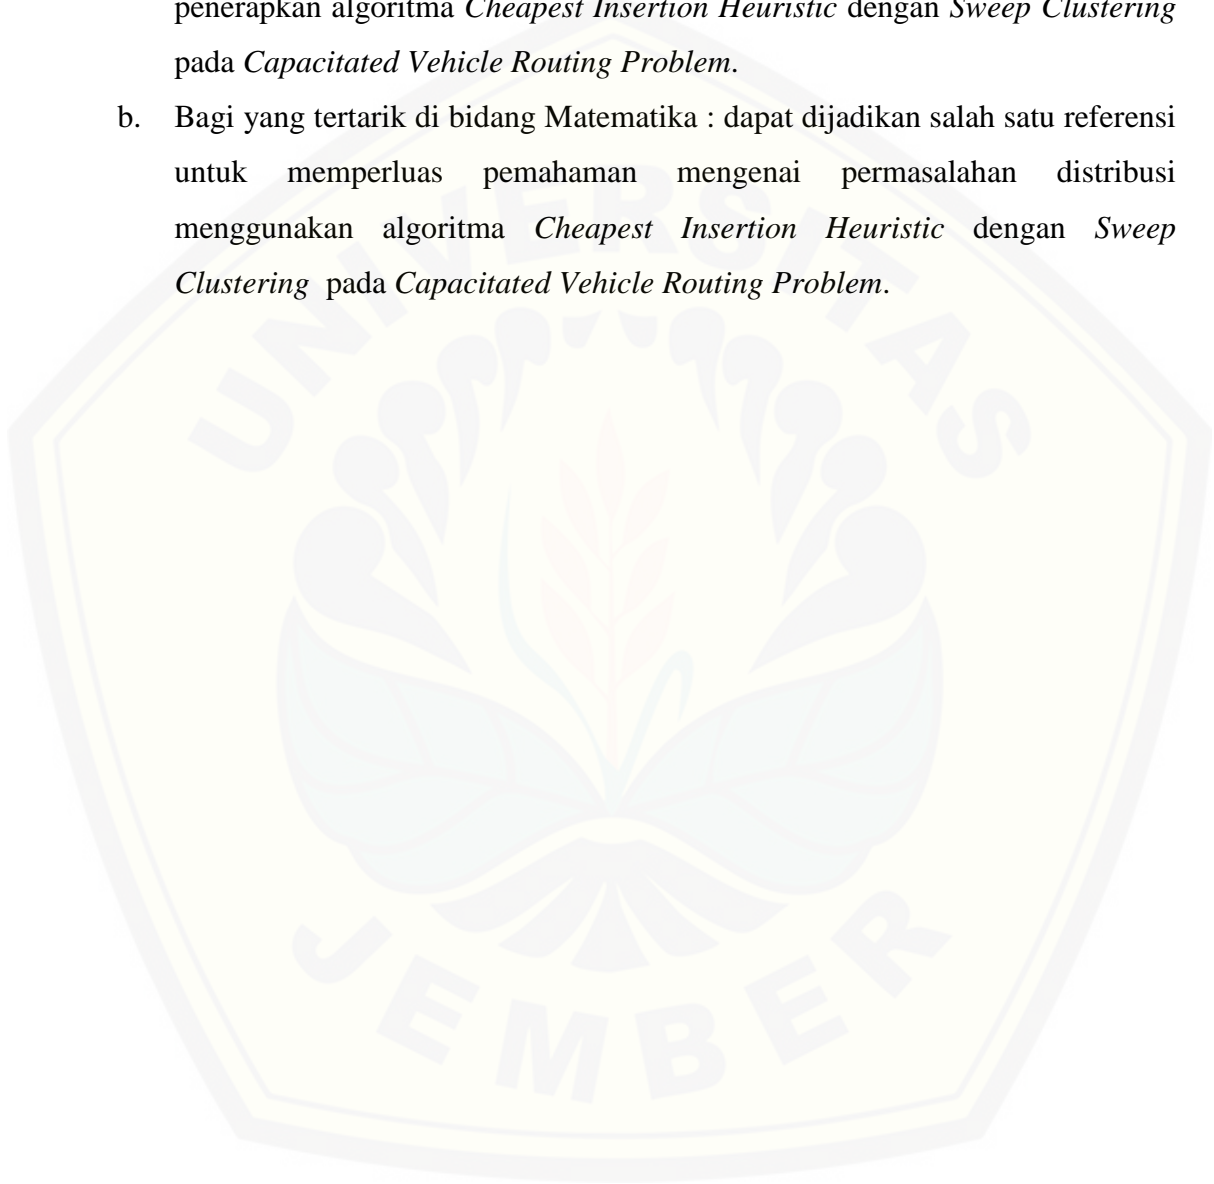 penerapkan algoritma Cheapest Insertion Heuristic dengan Sweep Clustering
pada Capacitated Vehicle Routing Problem.
b. Bagi yang tertarik di bidang Matematika : dapat dijadikan salah satu referensi
untuk memperluas pemahaman mengenai permasalahan distribusi
menggunakan algoritma Cheapest Insertion Heuristic dengan Sweep
Clustering pada Capacitated Vehicle Routing Problem.
UNIVERSITAS
JEMBER